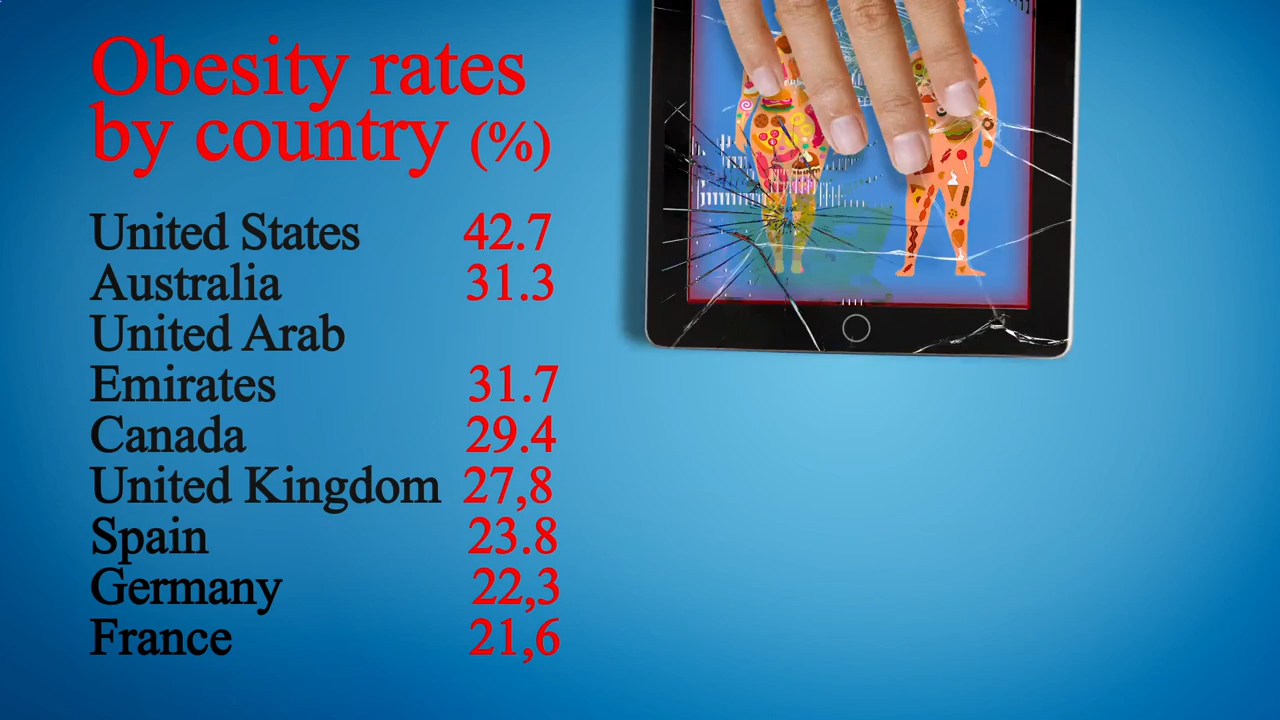 Obesity rates
by country (%)
United States 42.7
Australia 31.3
United Arab
Emirates 31.7
Canada 29.4
United Kingdom 27,8
Spain 23.8
Germany 22,3
France 21,6